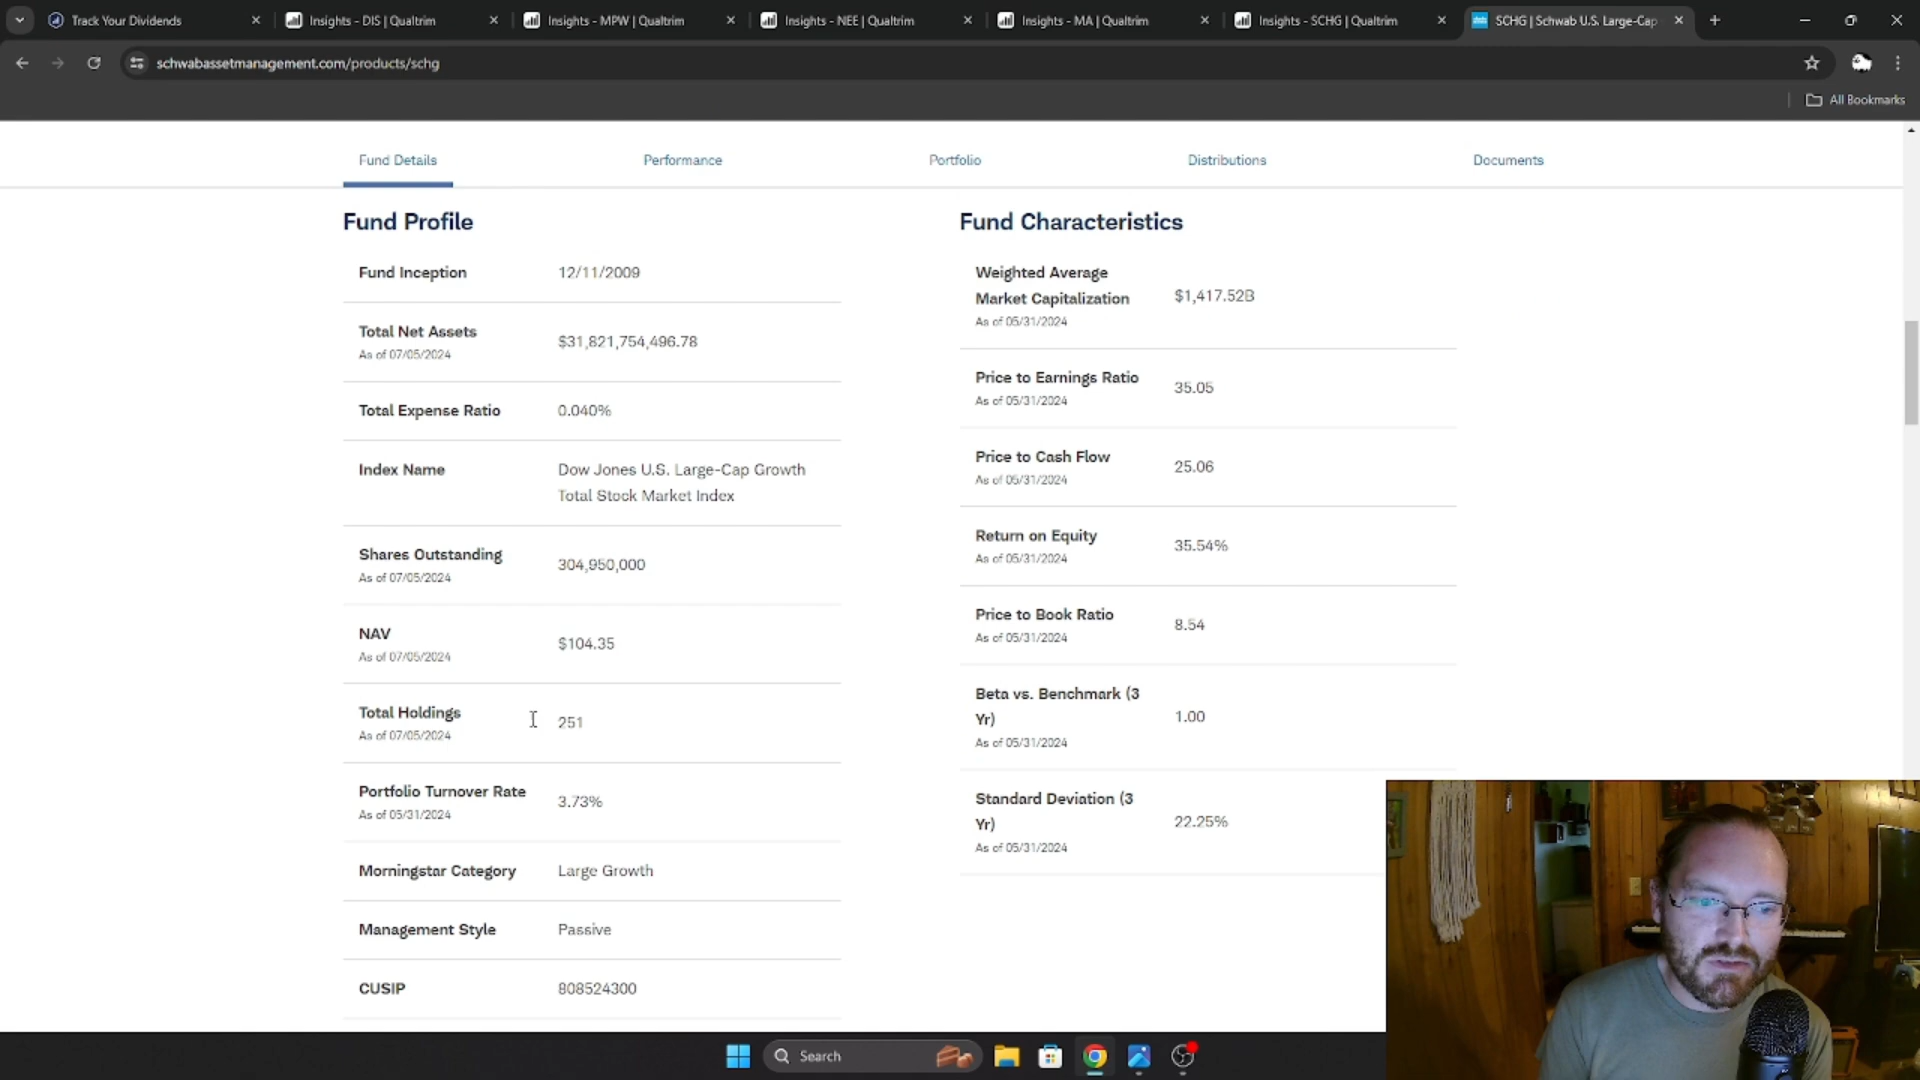 Track Your Dividends
Insights - DIS | Qualtrim
Insights - MPW | Qualtrim
Insights - NEE | Qualtrim
Insights - MA | Qualtrim
Insights - SCHG | Qualtrim
SCHG | Schwab U.S. Large-Cap
schwabassetmanagement.com/products/schg
All Bookmarks
Fund Details
Performance
Portfolio
Distributions
Documents
Fund Profile
Fund Inception 12/11/2009
Total Net Assets
As of 07/05/2024
$31,821,754,496.78
Total Expense Ratio 0.040%
Index Name
Dow Jones U.S. Large-Cap Growth
Total Stock Market Index
Shares Outstanding
As of 07/05/2024
304,950,000
NAV
As of 07/05/2024
$104.35
Total Holdings
As of 07/05/2024
251
Portfolio Turnover Rate
As of 05/31/2024
3.73%
Morningstar Category Large Growth
Management Style Passive
CUSIP 808524300
Fund Characteristics
Weighted Average
Market Capitalization
As of 05/31/2024
$1,417.52B
Price to Earnings Ratio
As of 05/31/2024
35.05
Price to Cash Flow
As of 05/31/2024
25.06
Return on Equity
As of 05/31/2024
35.54%
Price to Book Ratio
As of 05/31/2024
8.54
Beta vs. Benchmark (3
Yr)
As of 05/31/2024
1.00
Standard Deviation (3
Yr)
As of 05/31/2024
22.25%
Search